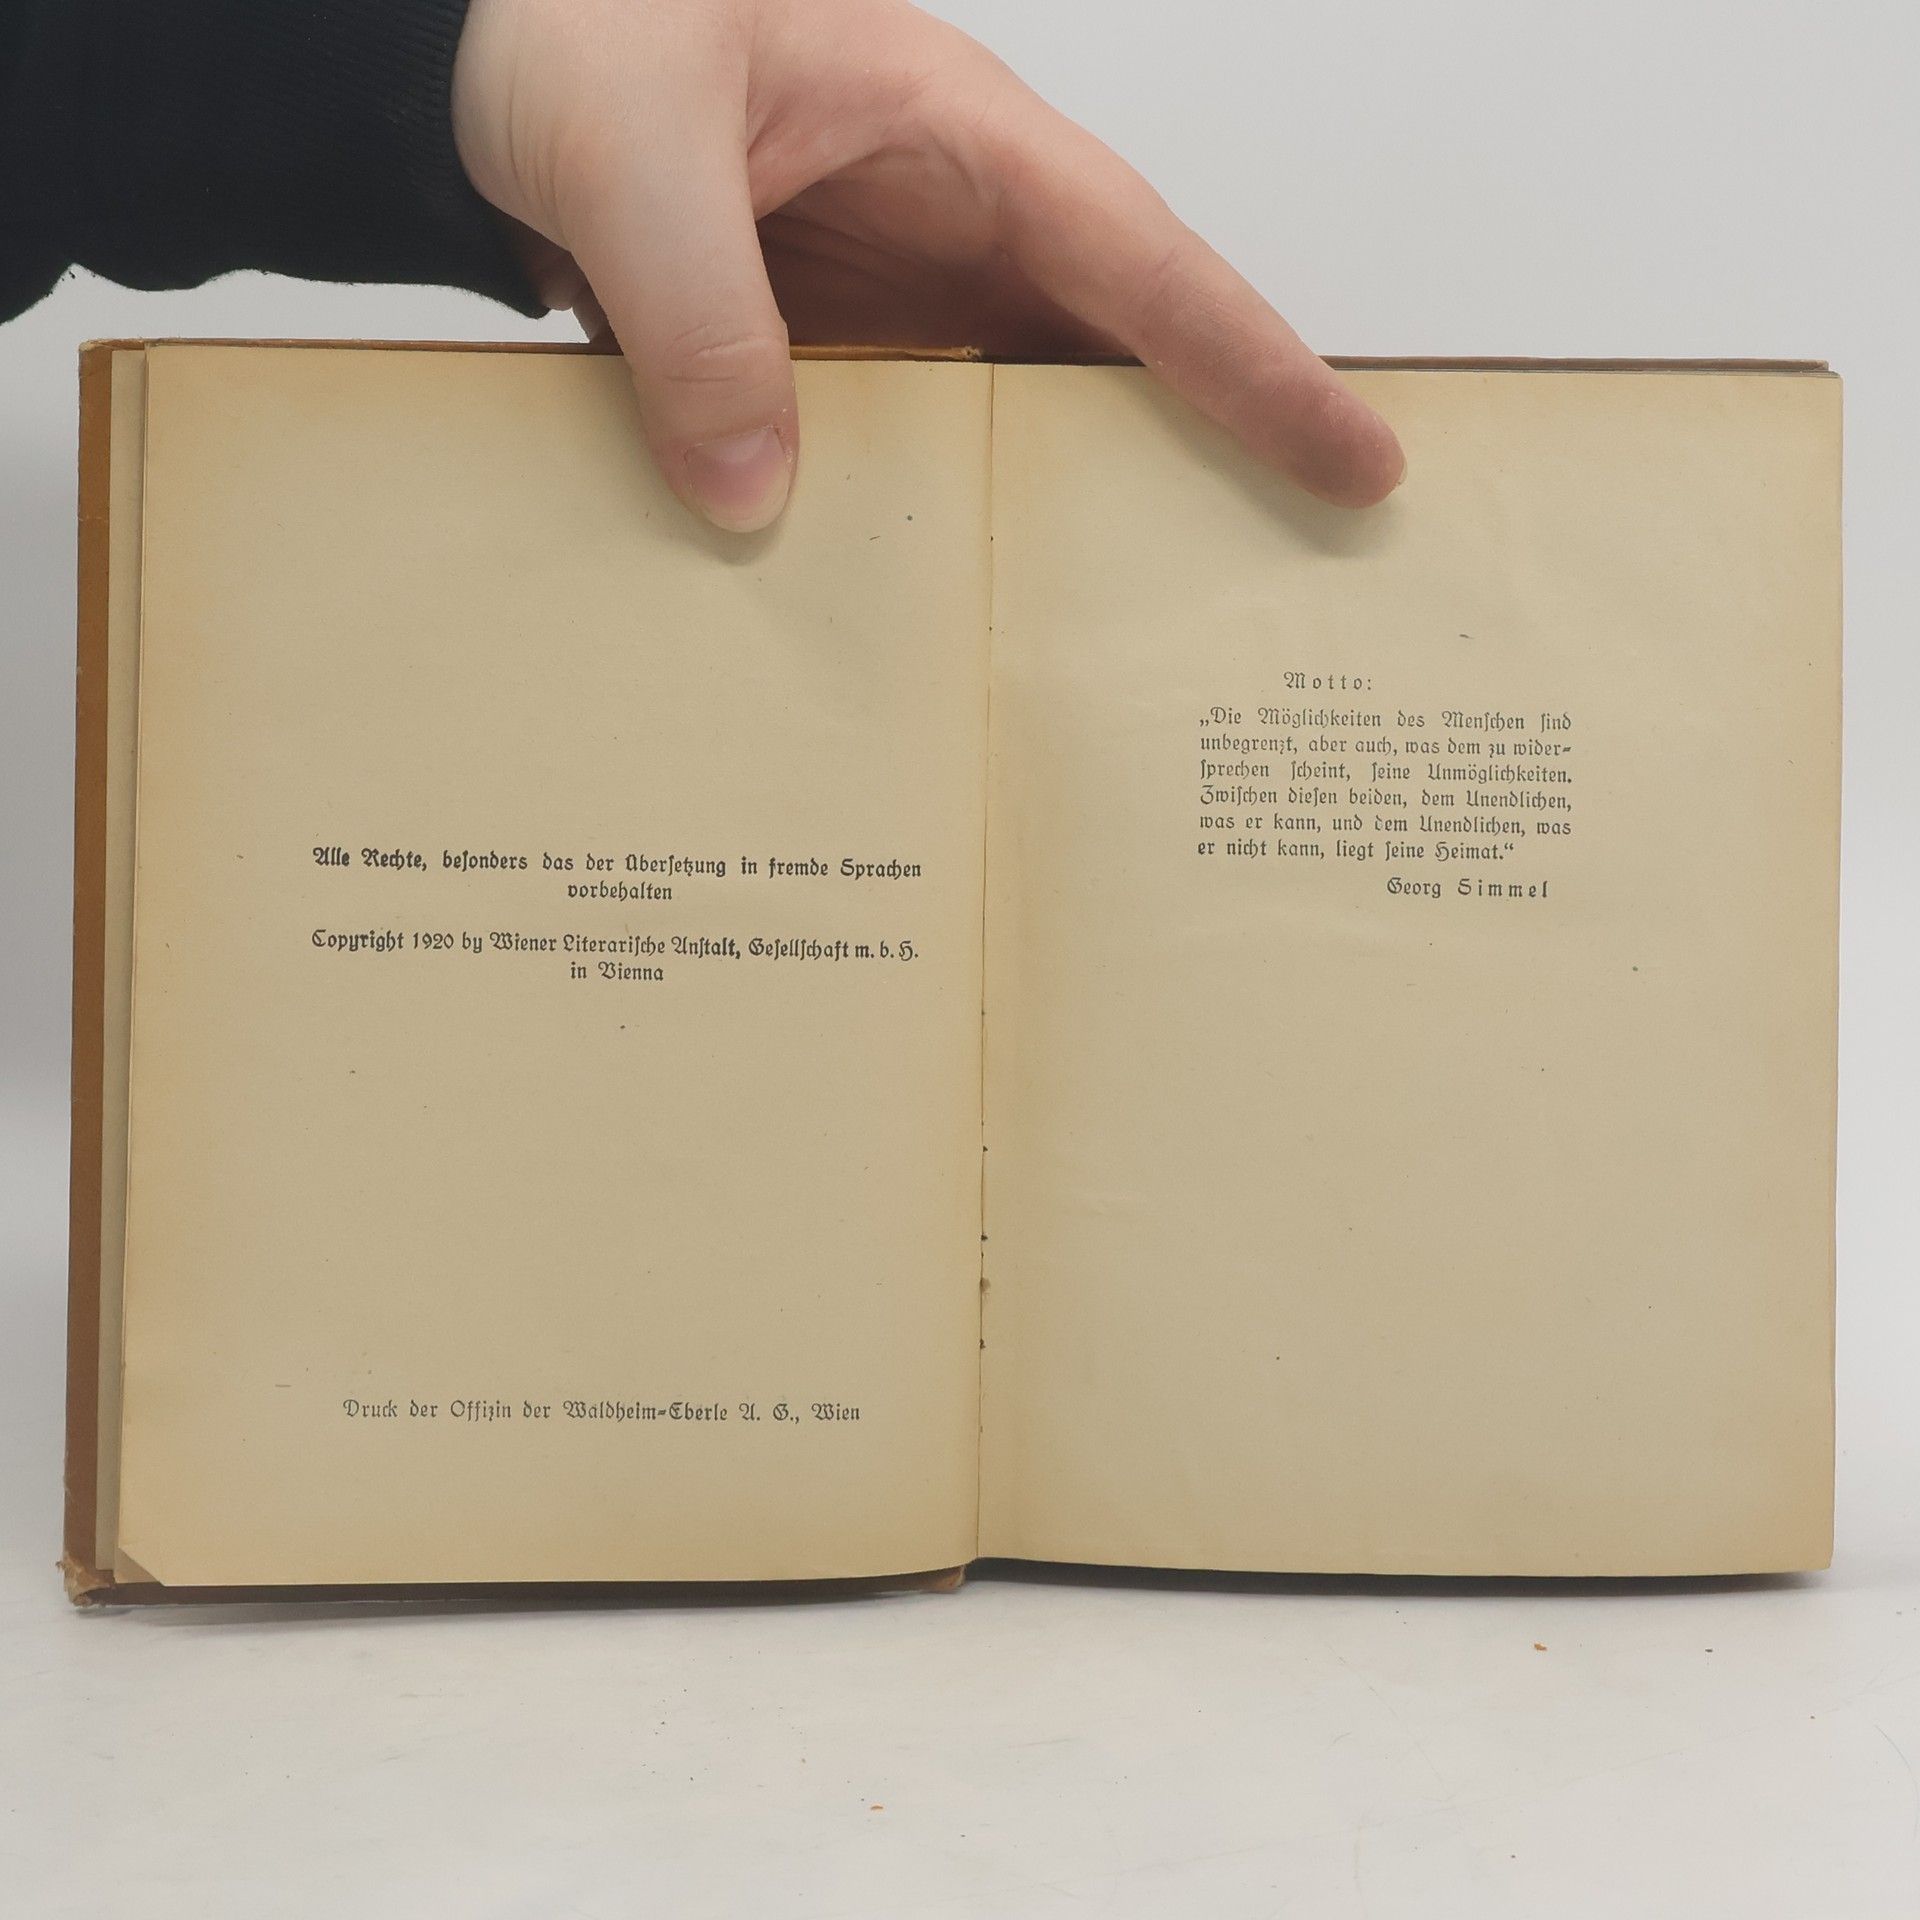 Alle Rechte, besonders das der Übersetzung in fremde Sprachen
vorbehalten
Copyright 1920 by Wiener Literarische Anstalt, Gesellschaft m. b. H.
in Vienna
Druck der Offizin der Waldheim-Eberle A. G., Wien
Motto:
„Die Möglichkeiten des Menschen sind
unbegrenzt, aber auch, was dem zu wider-
sprechen scheint, seine Unmöglichkeiten.
Zwischen diesen beiden, dem Unendlichen,
was er kann, und dem Unendlichen, was
er nicht kann, liegt seine Heimat.“
Georg Simmel